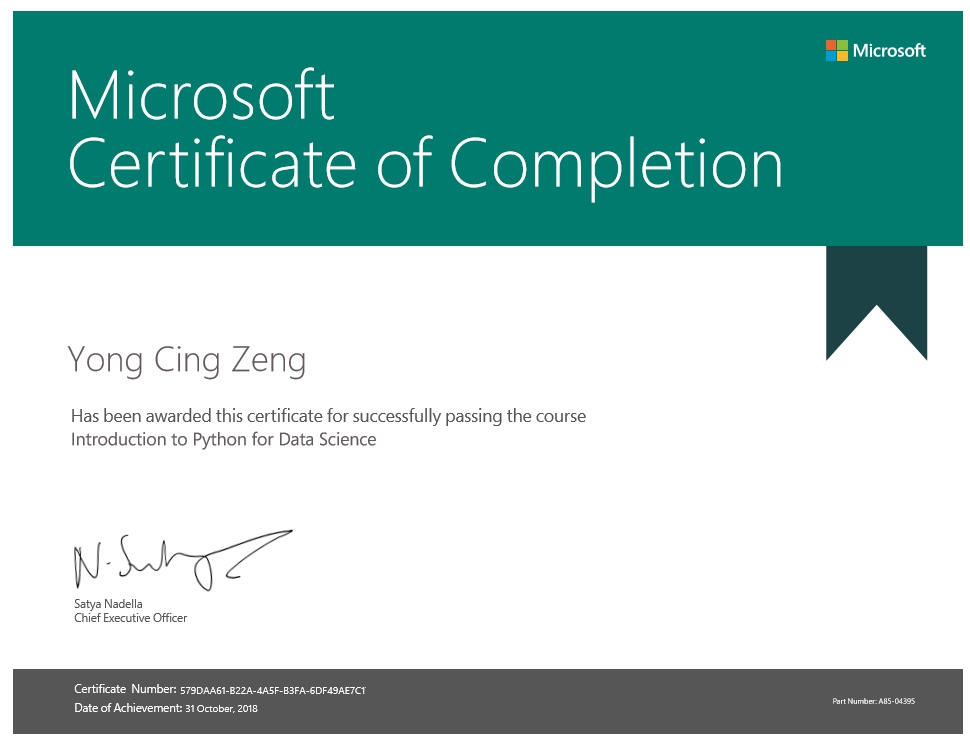 Microsoft
Microsoft
Certificate of Completion
Yong Cing Zeng
Has been awarded this certificate for successfully passing the course
Introduction to Python for Data Science
N. Satya
Satya Nadella
Chief Executive Officer
Certificate Number: 579DAA61-B22A-4A5F-B3FA-6DF49AE7C1
Date of Achievement: 31 October, 2018
Part Number: A85-04395